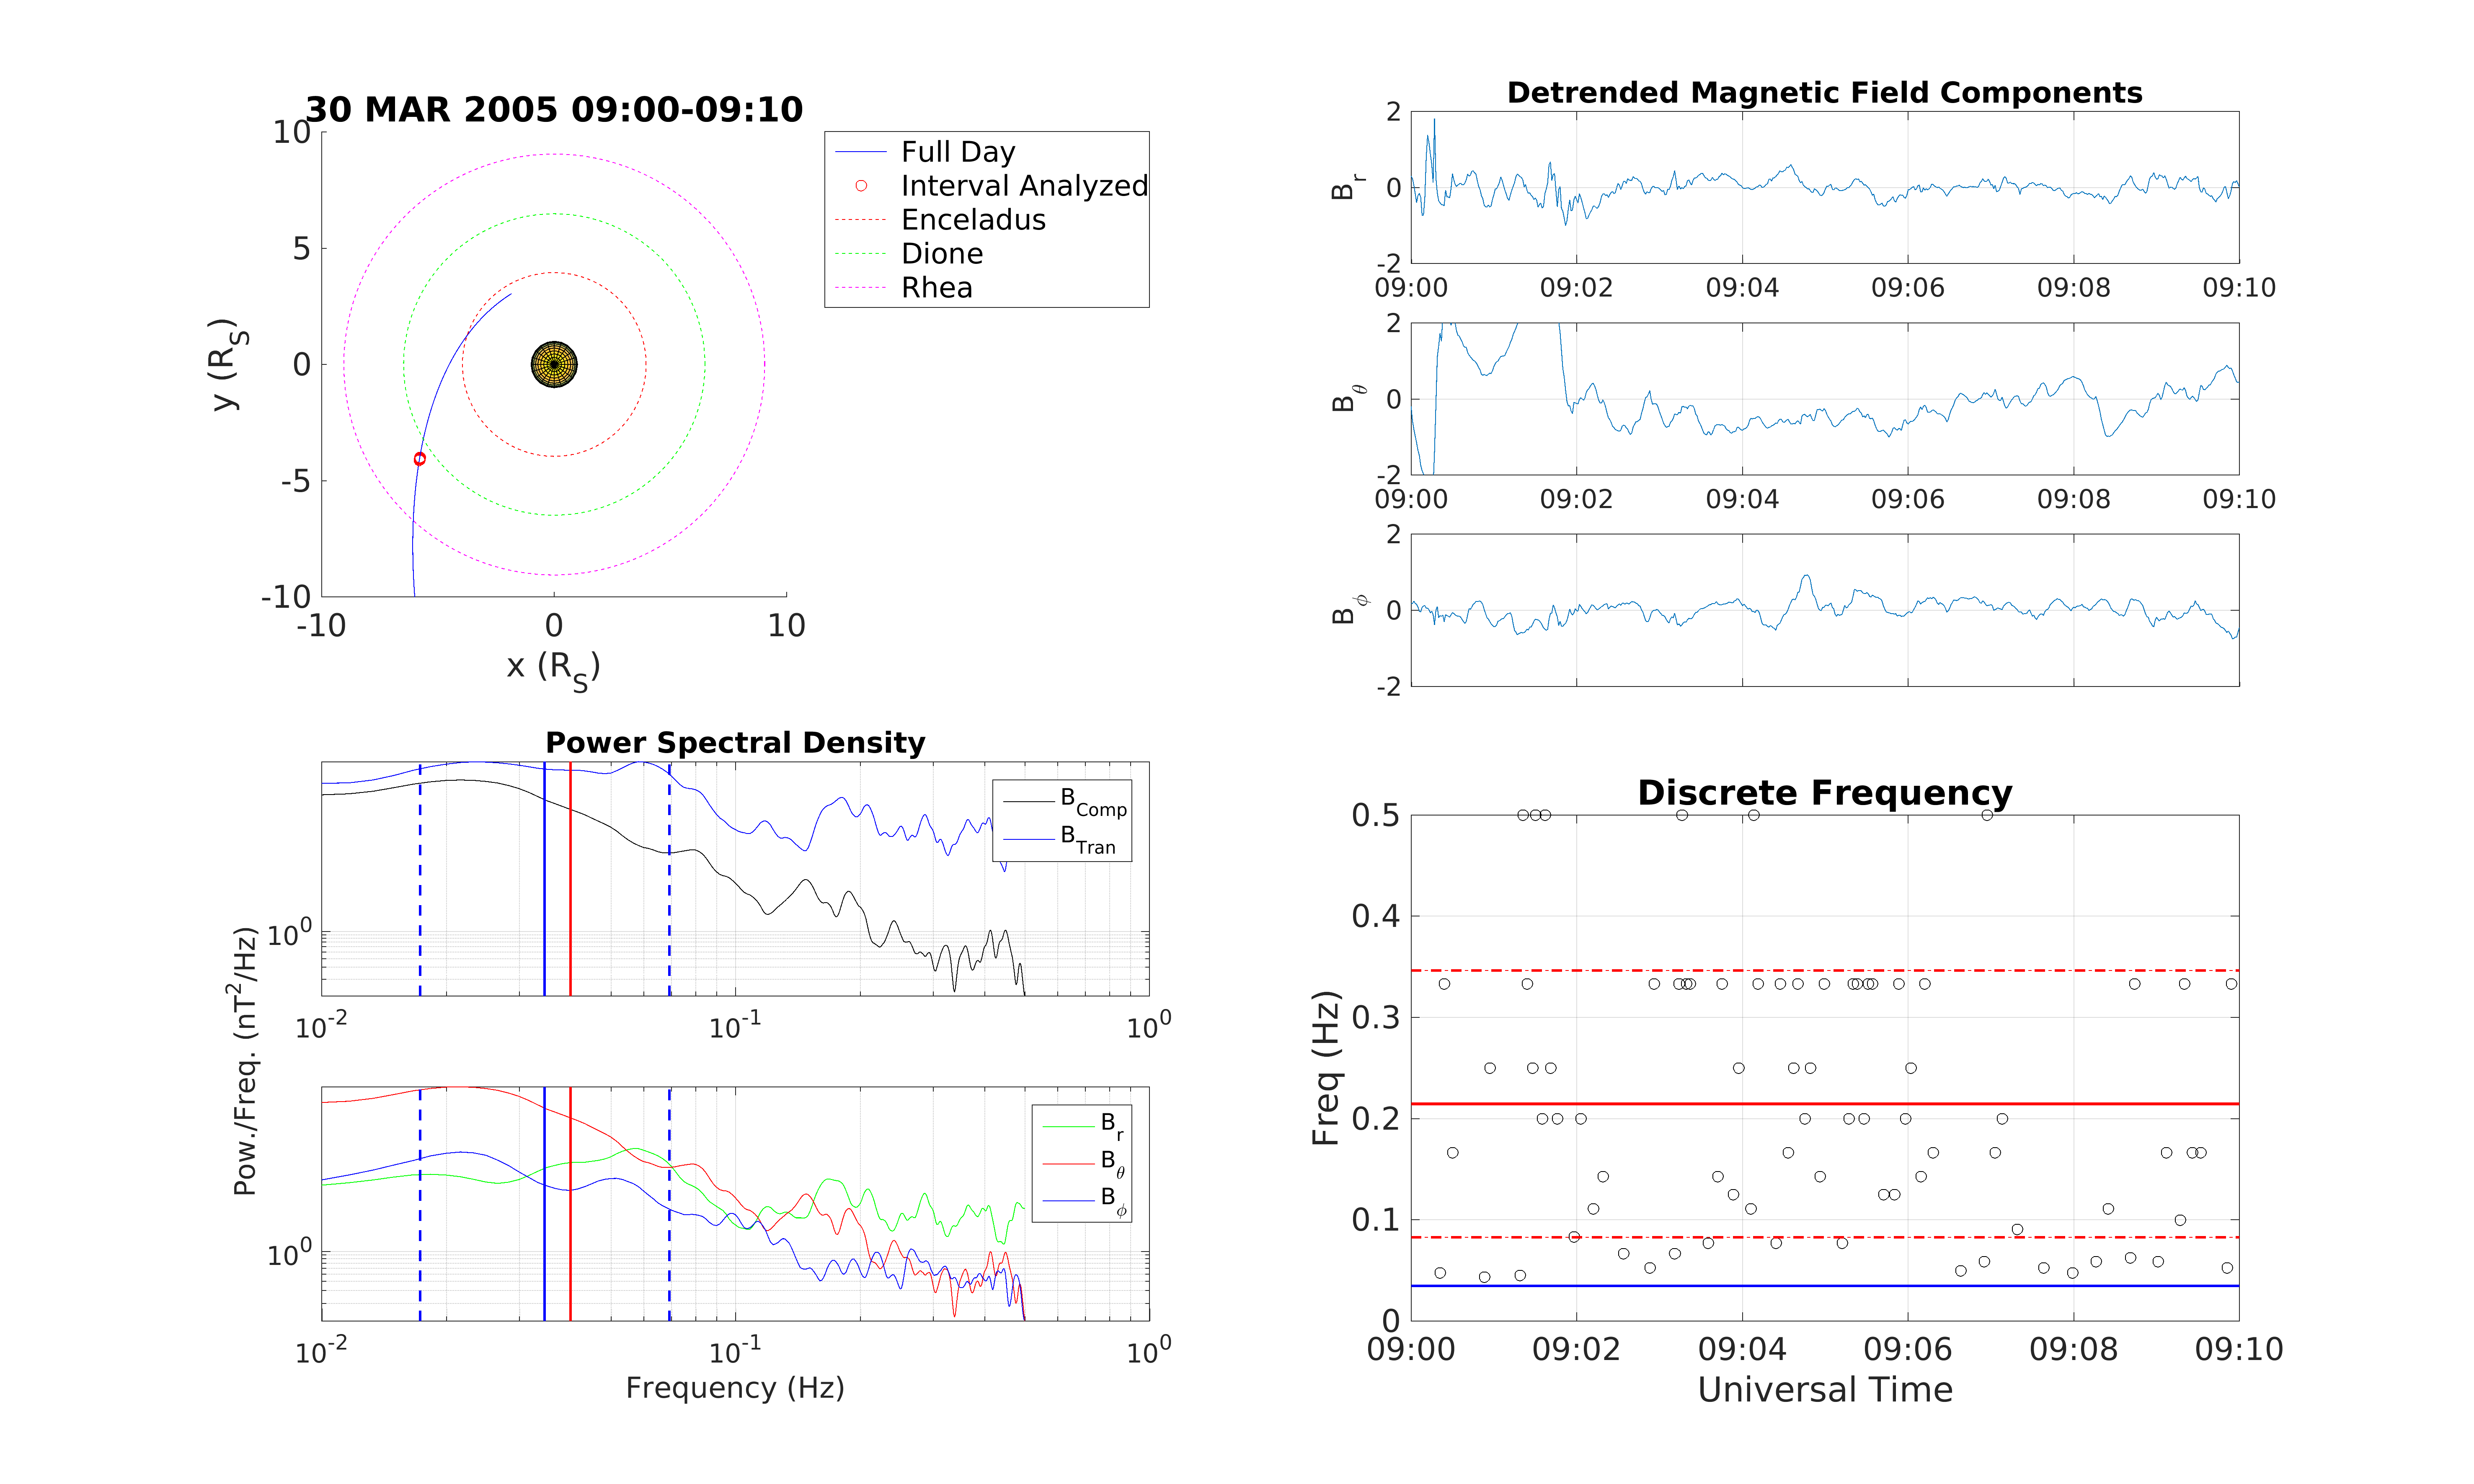 30 MAR 2005 09:00-09:10
10
5
0
-5
-10
-10
0
10
y (R_S)
x (R_S)
Full Day
Interval Analyzed
Enceladus
Dione
Rhea
Detrended Magnetic Field Components
2
0
-2
B_r
09:00 09:02 09:04 09:06 09:08 09:10
2
0
-2
B_θ
09:00 09:02 09:04 09:06 09:08 09:10
2
0
-2
B_ϕ
Power Spectral Density
10^0
B_Comp
B_Tran
10^-2 10^-1 10^0
Pow./Freq. (nT^2/Hz)
10^0
B_r
B_θ
B_ϕ
10^-2 10^-1 10^0
Frequency (Hz)
Discrete Frequency
0.5
0.4
0.3
0.2
0.1
0
Freq (Hz)
09:00 09:02 09:04 09:06 09:08 09:10
Universal Time